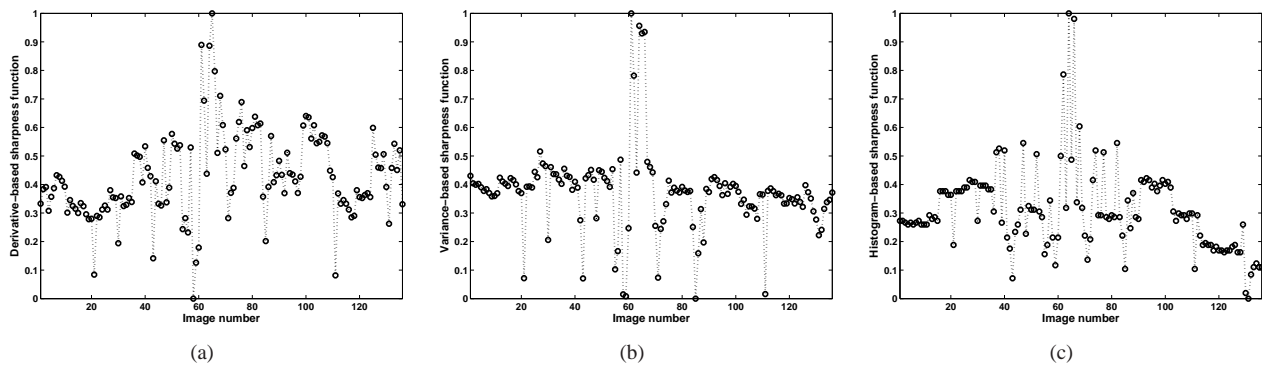 1
0.9
0.8
0.7
0.6
0.5
0.4
0.3
0.2
0.1
0
Derivative−based sharpness function
20 40 60 80 100 120
Image number
(a)
1
0.9
0.8
0.7
0.6
0.5
0.4
0.3
0.2
0.1
0
Variance−based sharpness function
20 40 60 80 100 120
Image number
(b)
1
0.9
0.8
0.7
0.6
0.5
0.4
0.3
0.2
0.1
0
Histogram−based sharpness function
20 40 60 80 100 120
Image number
(c)